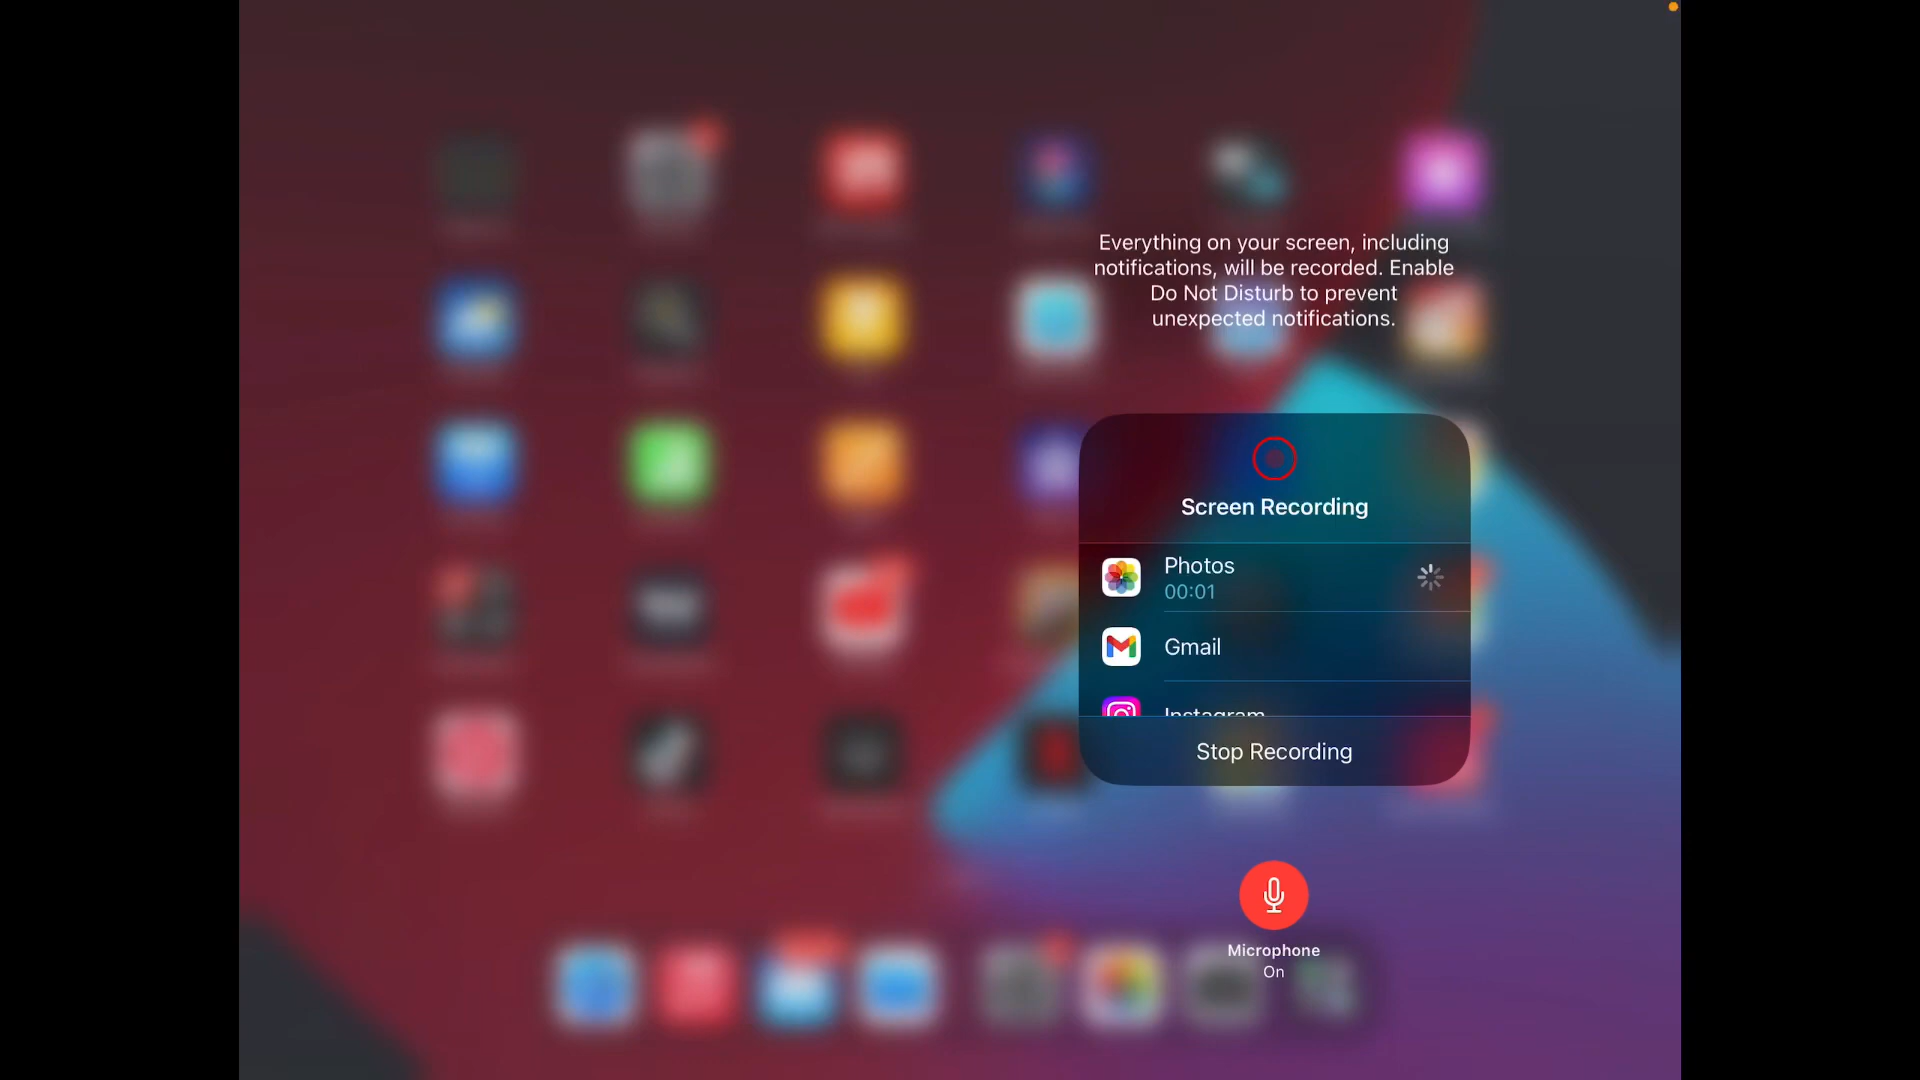 Everything on your screen, including
notifications, will be recorded. Enable
Do Not Disturb to prevent
unexpected notifications.
Screen Recording
Photos
00:01
Gmail
Instagram
Stop Recording
Microphone
On